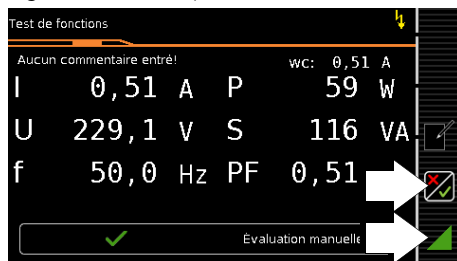 Test de fonctions
Aucun commentaire entré! wc: 0,51 A
I 0,51 A P 59 W
U 229,1 V S 116 VA
f 50,0 Hz PF 0,51
Évaluation manuelle